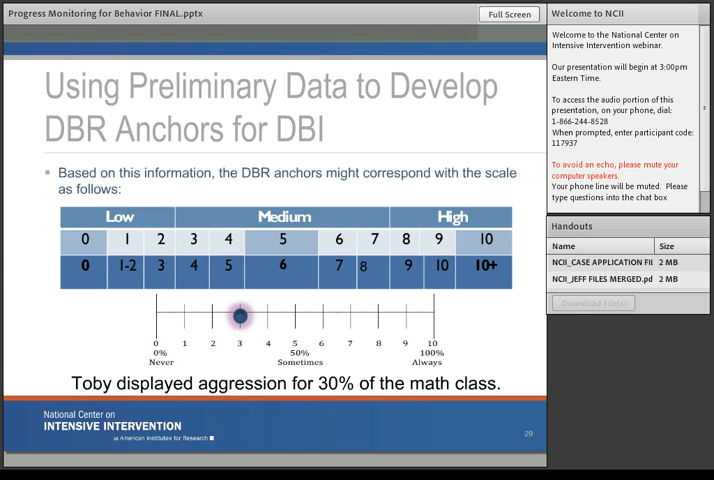 Progress Monitoring for Behavior FINAL.pptx
Full Screen
Using Preliminary Data to Develop
DBR Anchors for DBI
Based on this information, the DBR anchors might correspond with the scale
as follows:
Low Medium High
0 1 2 3 4 5 6 7 8 9 10
0 1-2 3 4 5 6 7 8 9 10 10+
0 1 2 3 4 5 6 7 8 9 10
0% 50% 100%
Never Sometimes Always
Toby displayed aggression for 30% of the math class.
National Center on
INTENSIVE INTERVENTION
at American Institutes for Research
29
Welcome to NCII
Welcome to the National Center on
Intensive Intervention webinar.
Our presentation will begin at 3:00pm
Eastern Time.
To access the audio portion of this
presentation, on your phone, dial:
1-866-244-8528
When prompted, enter participant code:
117937
To avoid an echo, please mute your
computer speakers.
Your phone line will be muted. Please
type questions into the chat box
Handouts
Name Size
NCII_CASE APPLICATION FII 2 MB
NCII_JEFF FILES MERGED.pd 2 MB
Download File(s)